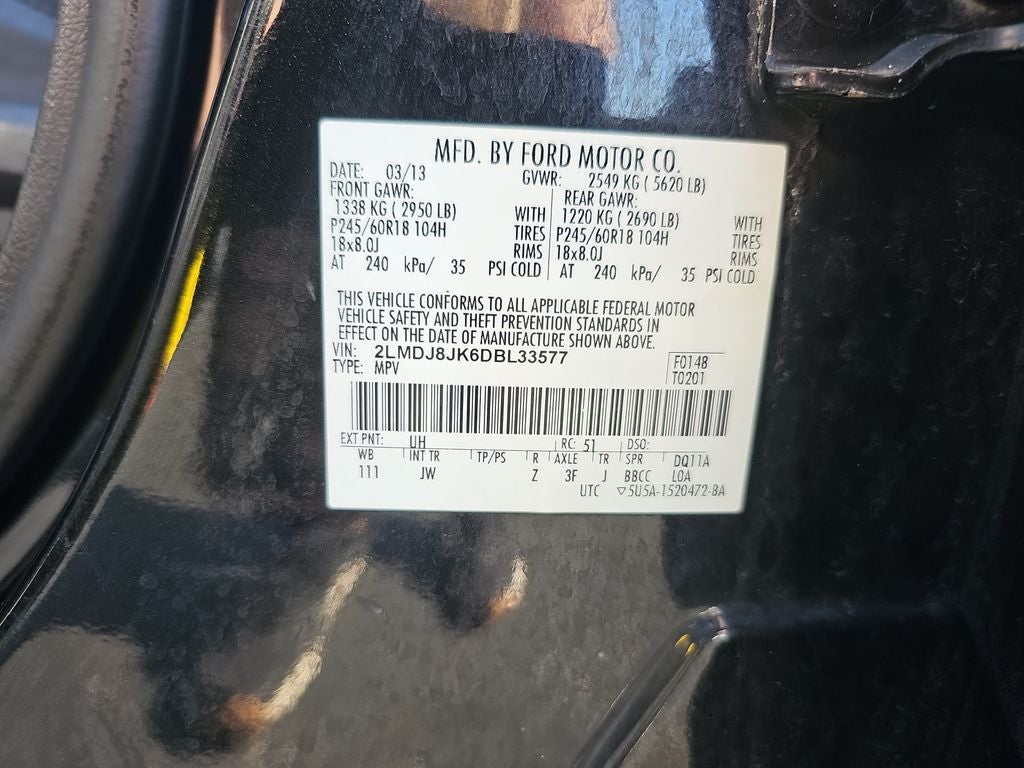 MFD. BY FORD MOTOR CO.
DATE: 03/13 GVWR: 2549 KG ( 5620 LB)
FRONT GAWR: REAR GAWR:
1338 KG ( 2950 LB) WITH 1220 KG ( 2690 LB) WITH
P245/60R18 104H TIRES P245/60R18 104H TIRES
18x8.0J RIMS 18x8.0J RIMS
AT 240 kPa/ 35 PSI COLD AT 240 kPa/ 35 PSI COLD
THIS VEHICLE CONFORMS TO ALL APPLICABLE FEDERAL MOTOR
VEHICLE SAFETY AND THEFT PREVENTION STANDARDS IN
EFFECT ON THE DATE OF MANUFACTURE SHOWN ABOVE.
VIN: 2LMDJ8JK6DBL33577
TYPE: MPV
F0148
T0201
EXT PNT: UH RC: 51 DSO:
WB INT TR TP/PS R AXLE TR SPR DQ11A
111 JW Z 3F J BBCC LOA
UTC ▽5U5A-1520472-BA